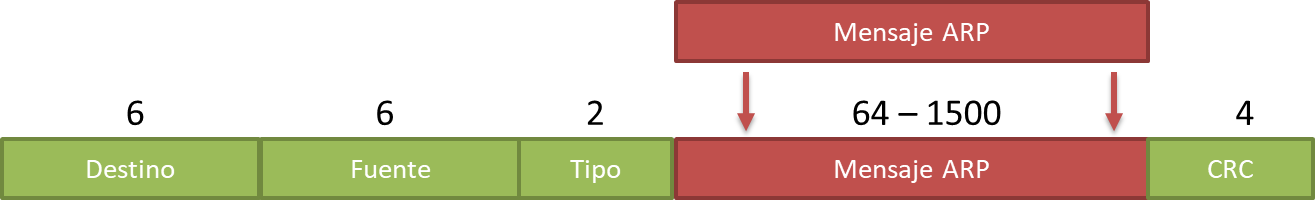 Mensaje ARP
6 6 2 64 – 1500 4
Destino Fuente Tipo Mensaje ARP CRC